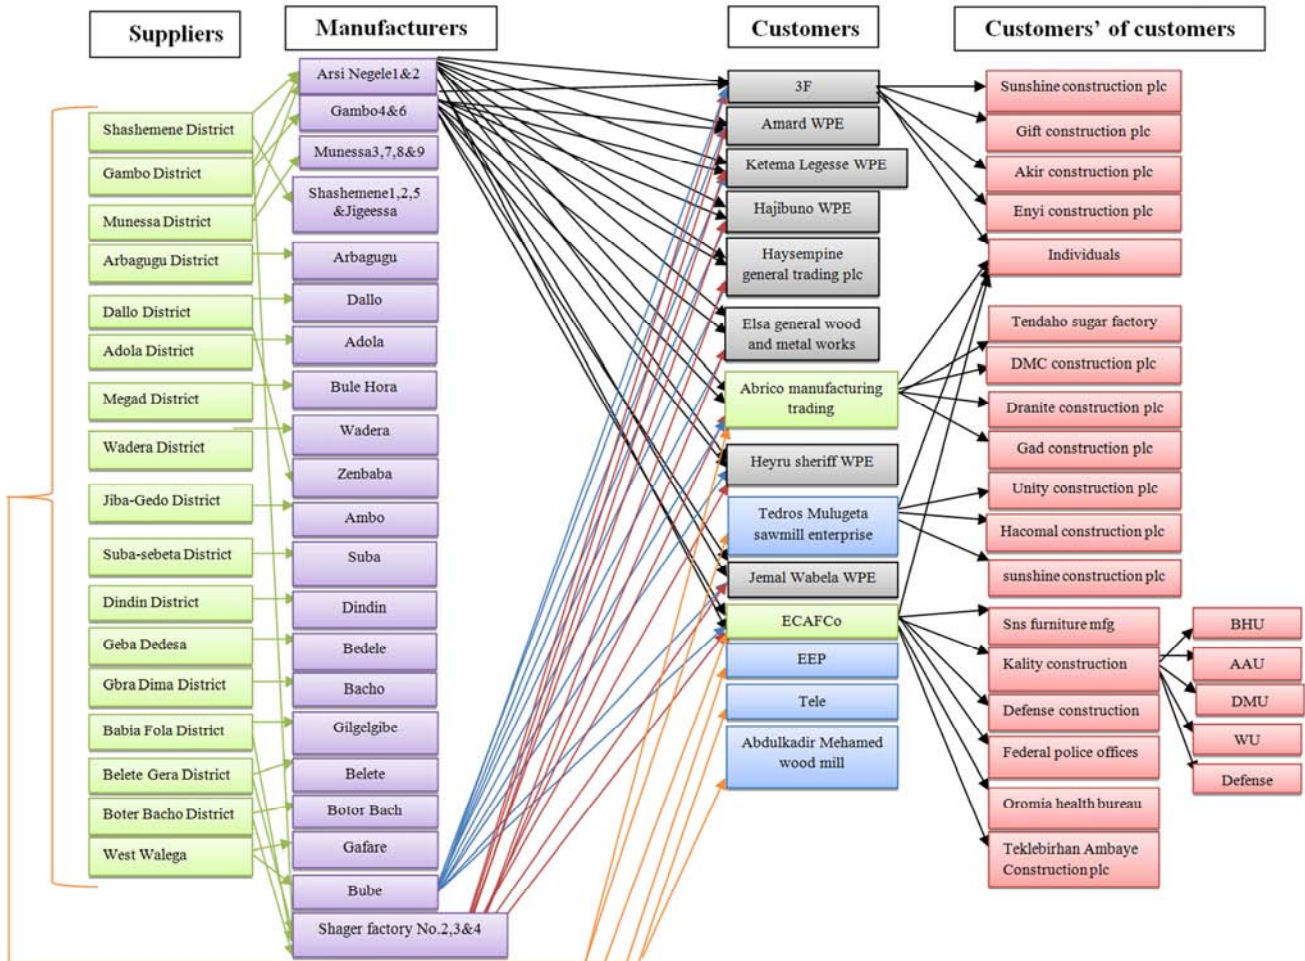 Suppliers
Manufacturers
Customers
Customers' of customers
Shashemene District
Gambo District
Munessa District
Arbagugu District
Dallo District
Adola District
Megad District
Wadera District
Jiba-Gedo District
Suba-sebeta District
Dindin District
Geba Dedesa
Gbra Dima District
Babia Fola District
Belete Gera District
Boter Bacho District
West Walega
Arsi Negele1&2
Gambo4&6
Munessa3,7,8&9
Shashemene1,2,5
&Jigeessa
Arbagugu
Dallo
Adola
Bule Hora
Wadera
Zenbaba
Ambo
Suba
Dindin
Bedele
Bacho
Gilgelgibe
Belete
Botor Bach
Gafare
Bube
Shager factory No.2,3&4
3F
Amard WPE
Ketema Legesse WPE
Hajibuno WPE
Haysempine
general trading plc
Elsa general wood
and metal works
Abrico manufacturing
trading
Heyru sheriff WPE
Tedros Mulugeta
sawmill enterprise
Jemal Wabela WPE
ECAFCo
EEP
Tele
Abdulkadir Mehamed
wood mill
Sunshine construction plc
Gift construction plc
Akir construction plc
Enyi construction plc
Individuals
Tendaho sugar factory
DMC construction plc
Dranite construction plc
Gad construction plc
Unity construction plc
Hacomal construction plc
sunshine construction plc
Sns furniture mfg
Kality construction
Defense construction
Federal police offices
Oromia health bureau
Teklebirhan Ambaye
Construction plc
BHU
AAU
DMU
WU
Defense